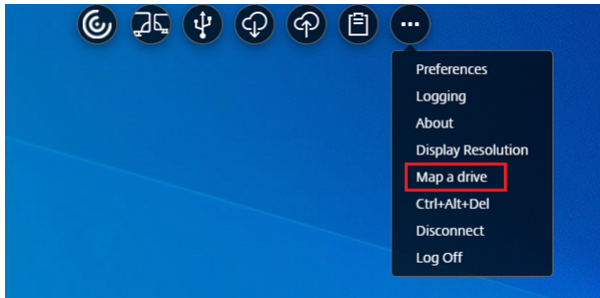 Preferences
Logging
About
Display Resolution
Map a drive
Ctrl+Alt+Del
Disconnect
Log Off